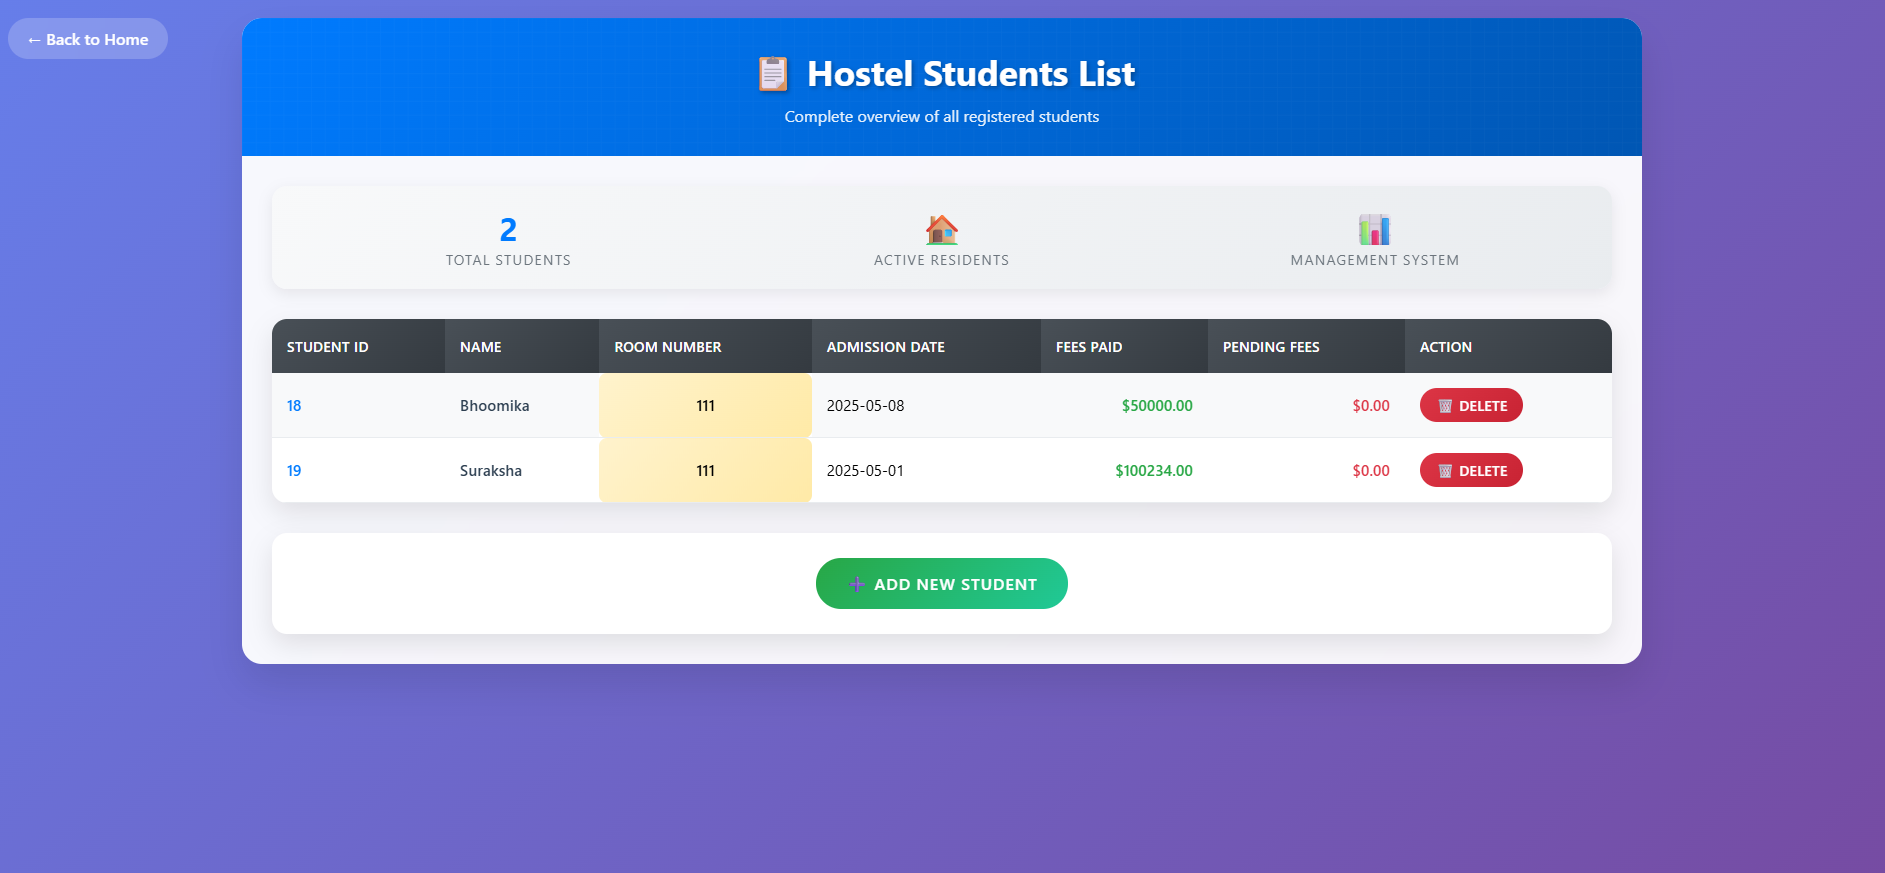 ← Back to Home
Hostel Students List
Complete overview of all registered students
2
TOTAL STUDENTS
ACTIVE RESIDENTS
MANAGEMENT SYSTEM
STUDENT ID NAME ROOM NUMBER ADMISSION DATE FEES PAID PENDING FEES ACTION
18 Bhoomika 111 2025-05-08 $50000.00 $0.00 DELETE
19 Suraksha 111 2025-05-01 $100234.00 $0.00 DELETE
➕ ADD NEW STUDENT